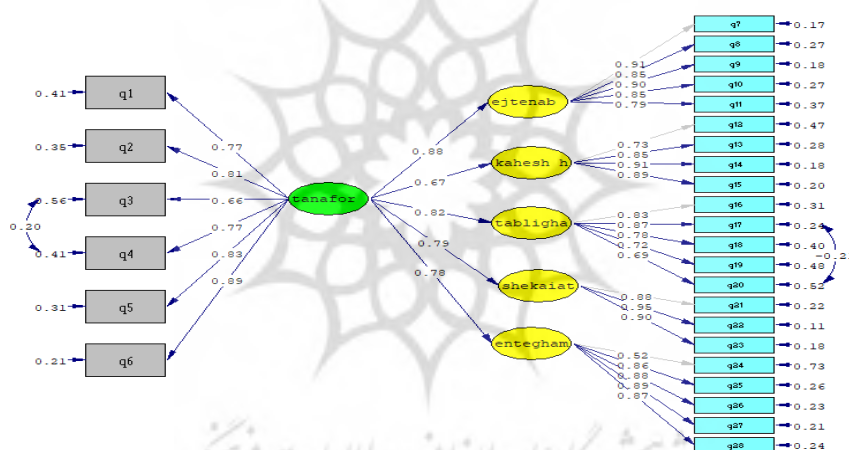 0.41 q1
0.35 q2
0.56 q3
0.20
0.41 q4
0.31 q5
0.21 q6
0.77
0.81
0.66
0.77
0.83
0.89
tanafor
0.88
0.67
0.82
0.79
0.78
ejtenab
kahesh h
tabligha
shekaiat
entegham
0.91
0.85
0.90
0.85
0.79
0.73
0.85
0.91
0.89
0.83
0.87
0.78
0.72
0.69
0.88
0.95
0.90
0.52
0.86
0.88
0.89
0.87
q7 0.17
q8 0.27
q9 0.18
q10 0.27
q11 0.37
q12 0.47
q13 0.28
q14 0.18
q15 0.20
q16 0.31
q17 0.24
q18 0.40
q19 0.48
q20 0.52
-0.2
q21 0.22
q22 0.11
q23 0.18
q24 0.73
q25 0.26
q26 0.23
q27 0.21
q28 0.24